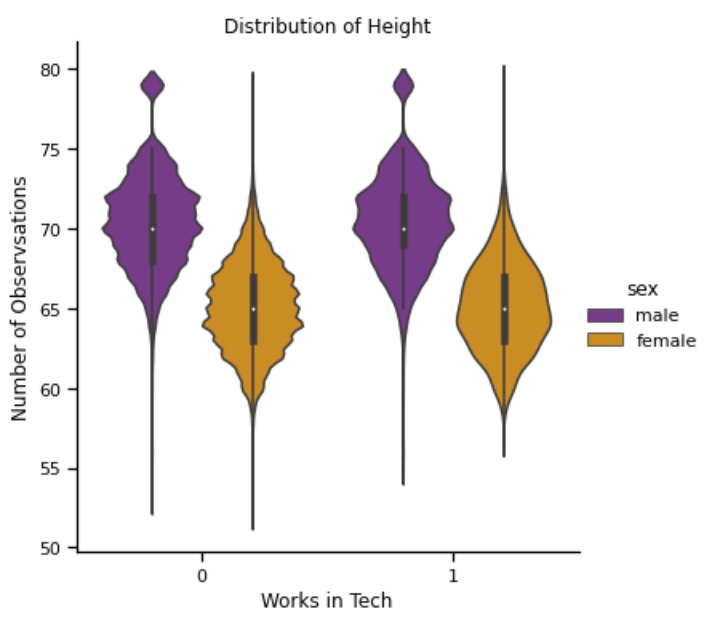 Distribution of Height
Number of Observsations
80
75
70
65
60
55
50
0
1
Works in Tech
sex
male
female